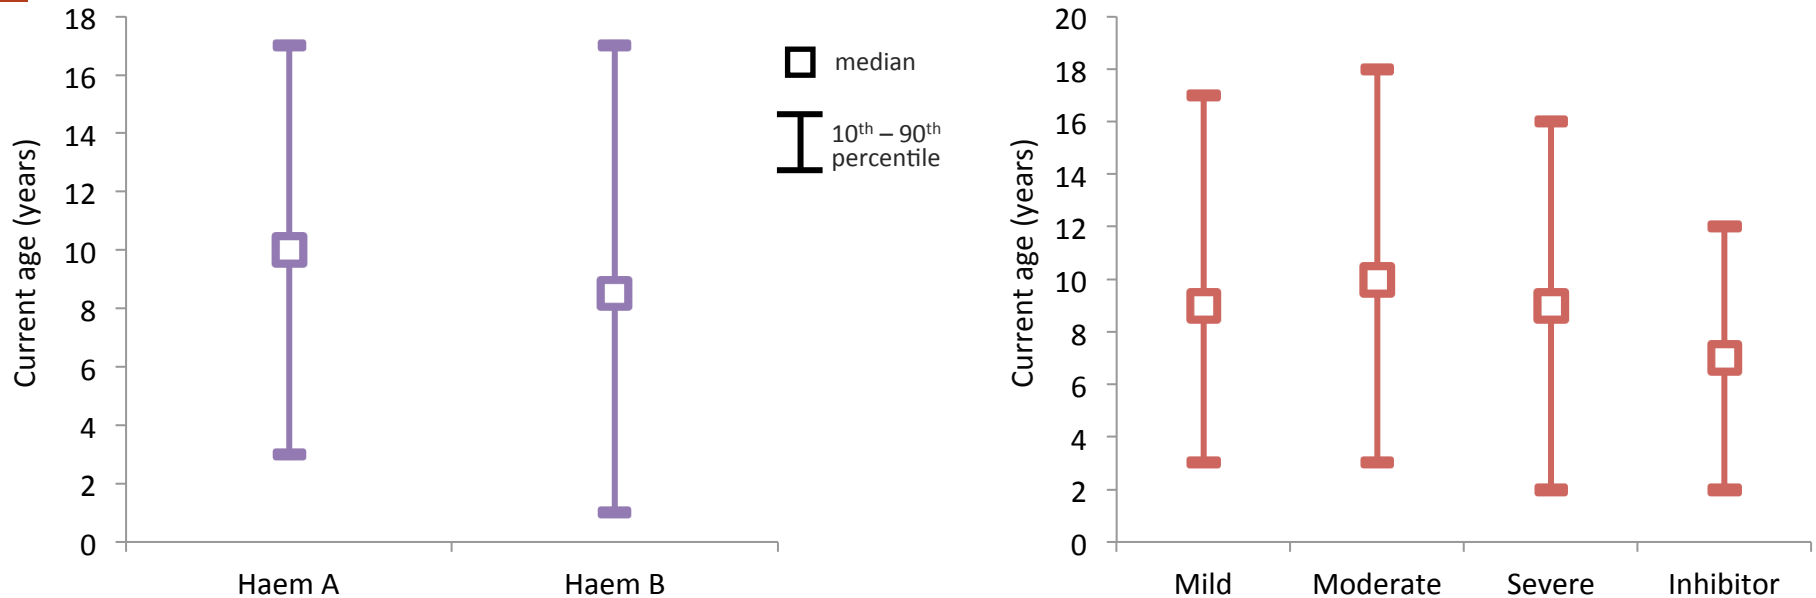 Current age (years)
18
16
14
12
10
8
6
4
2
0
Haem A
Haem B
median
10th – 90th
percentile
Current age (years)
20
18
16
14
12
10
8
6
4
2
0
Mild
Moderate
Severe
Inhibitor